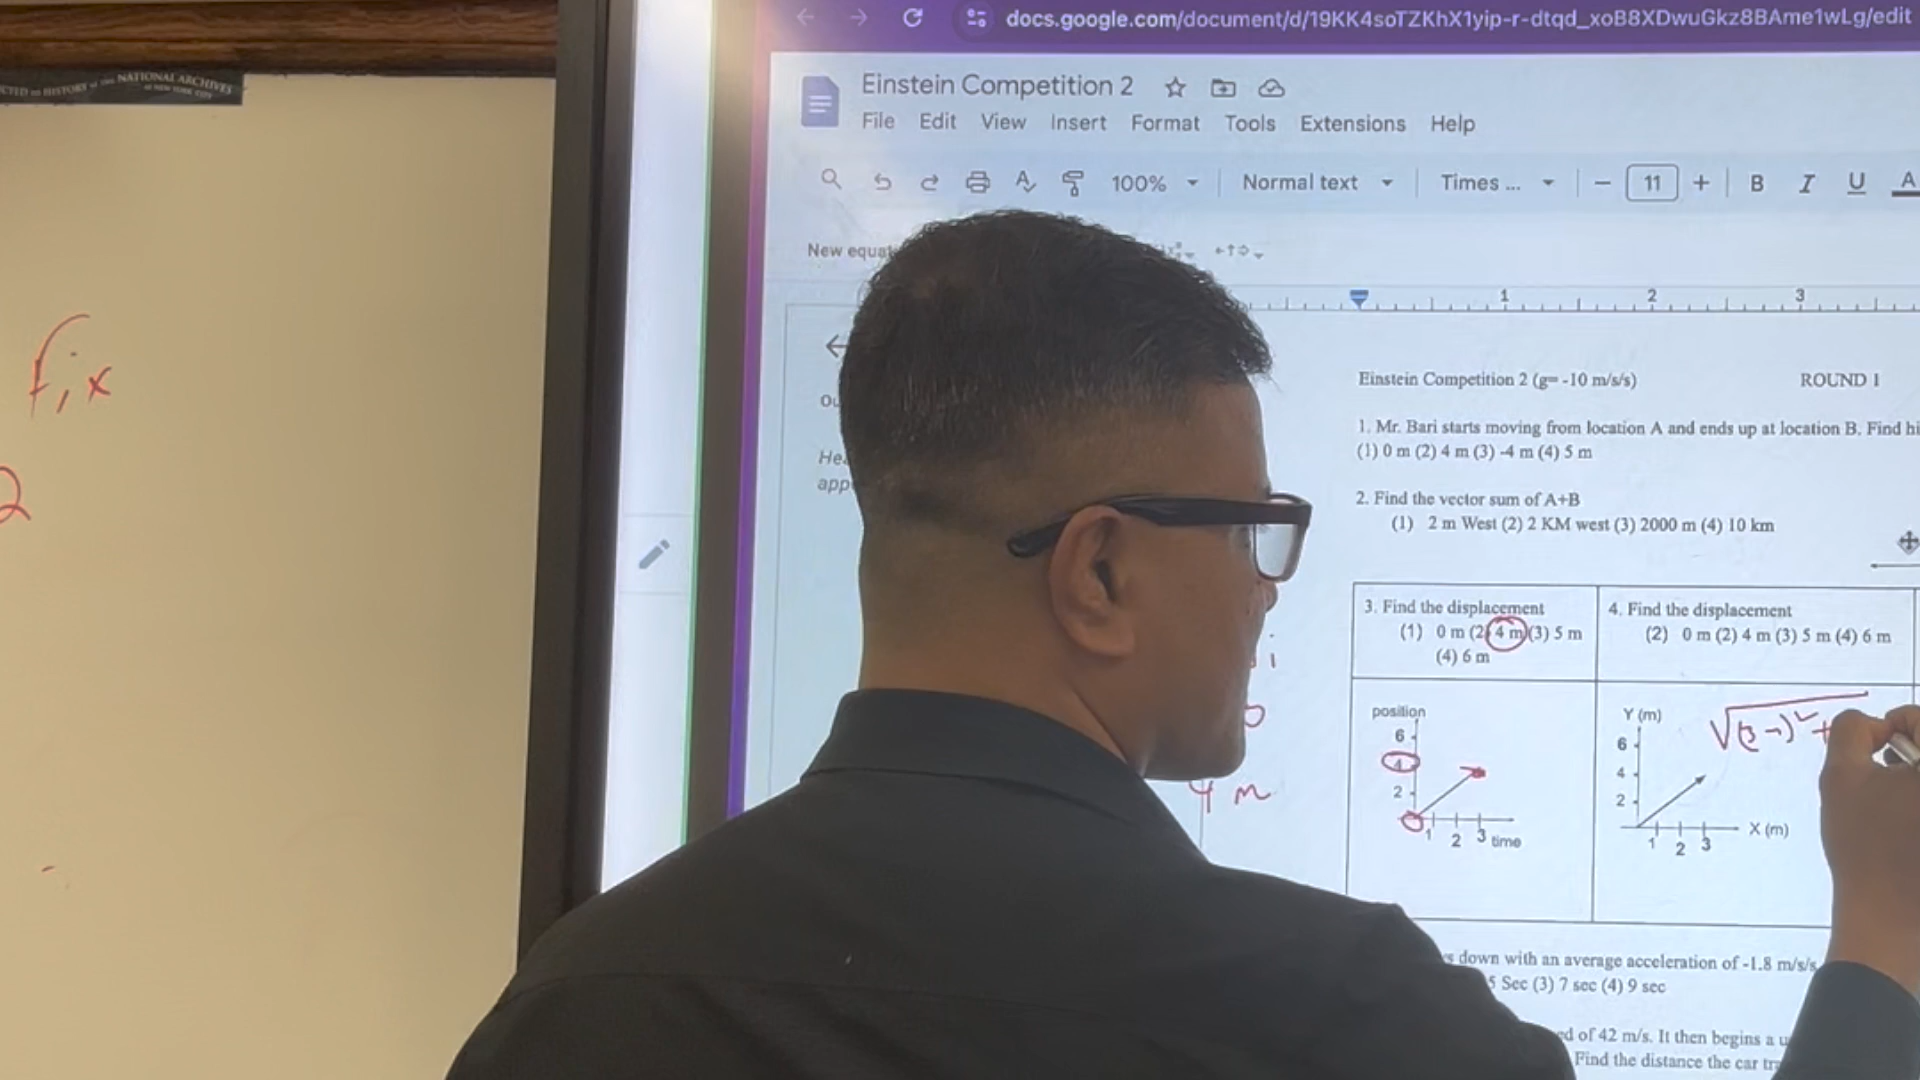 NATIONAL ARCHIVES
docs.google.com/document/d/19KK4soTZKhX1yip-r-dtqd_xoB8XDwuGkz8BAme1wLg/edit
Einstein Competition 2
File Edit View Insert Format Tools Extensions Help
100% Normal text Times ... 11 B I U A
New
1 2 3
fix
2
Einstein Competition 2 (g= -10 m/s/s) ROUND 1
1. Mr. Bari starts moving from location A and ends up at location B. Find
(1) 0 m (2) 4 m (3) -4 m (4) 5 m
2. Find the vector sum of A+B
(1) 2 m West (2) 2 KM west (3) 2000 m (4) 10 km
3. Find the displacement
(1) 0 m (2) 4 m (3) 5 m
(4) 6 m
4. Find the displacement
(2) 0 m (2) 4 m (3) 5 m (4) 6 m
position
6
4
2
1 2 3 time
Y (m)
6
4
2
1 2 3 X (m)
4 m
down with an average acceleration of -1.8 m/s/s
5 Sec (3) 7 sec (4) 9 sec
of 42 m/s. It then begins a
Find the distance the car